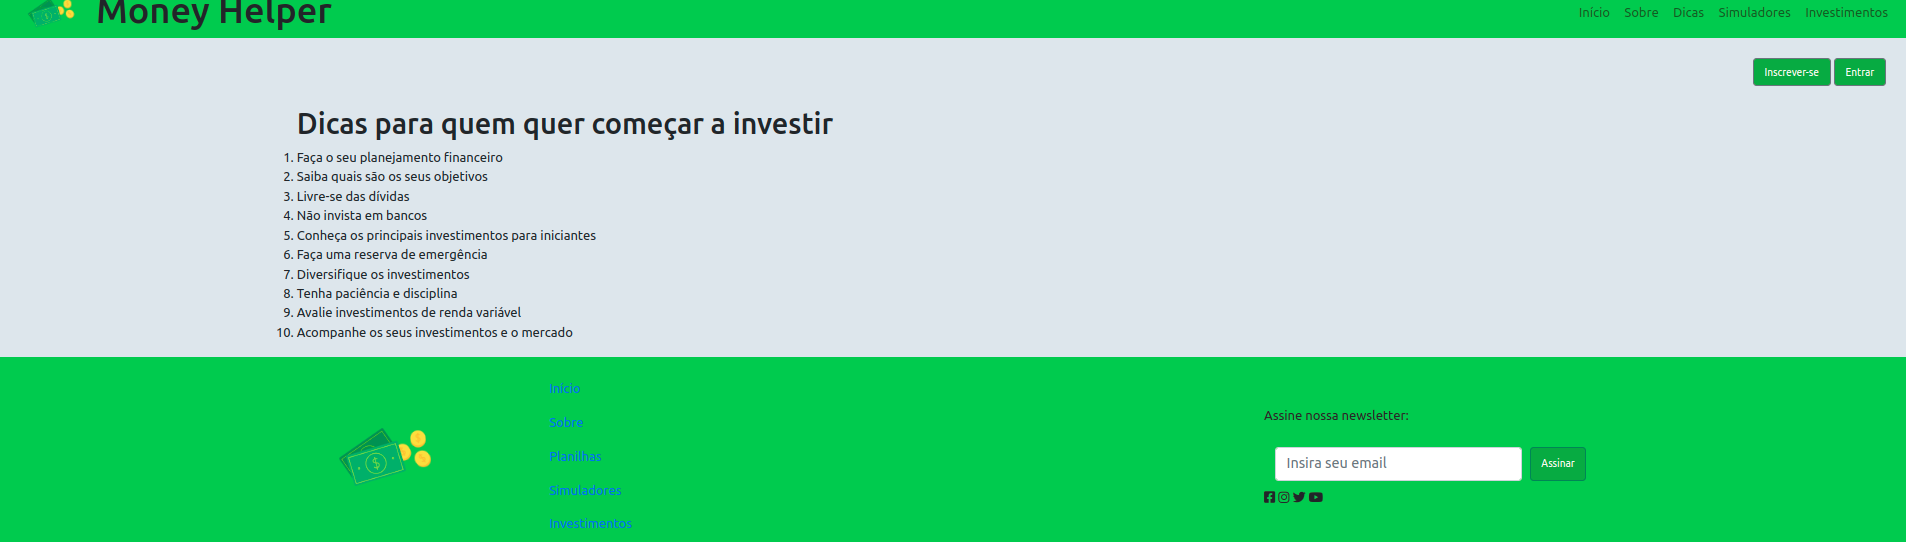 Money Helper
Início Sobre Dicas Simuladores Investimentos
Inscrever-se Entrar
Dicas para quem quer começar a investir
1. Faça o seu planejamento financeiro
2. Saiba quais são os seus objetivos
3. Livre-se das dívidas
4. Não invista em bancos
5. Conheça os principais investimentos para iniciantes
6. Faça uma reserva de emergência
7. Diversifique os investimentos
8. Tenha paciência e disciplina
9. Avalie investimentos de renda variável
10. Acompanhe os seus investimentos e o mercado
Início
Sobre
Planilhas
Simuladores
Investimentos
Assine nossa newsletter:
Insira seu email
Assinar